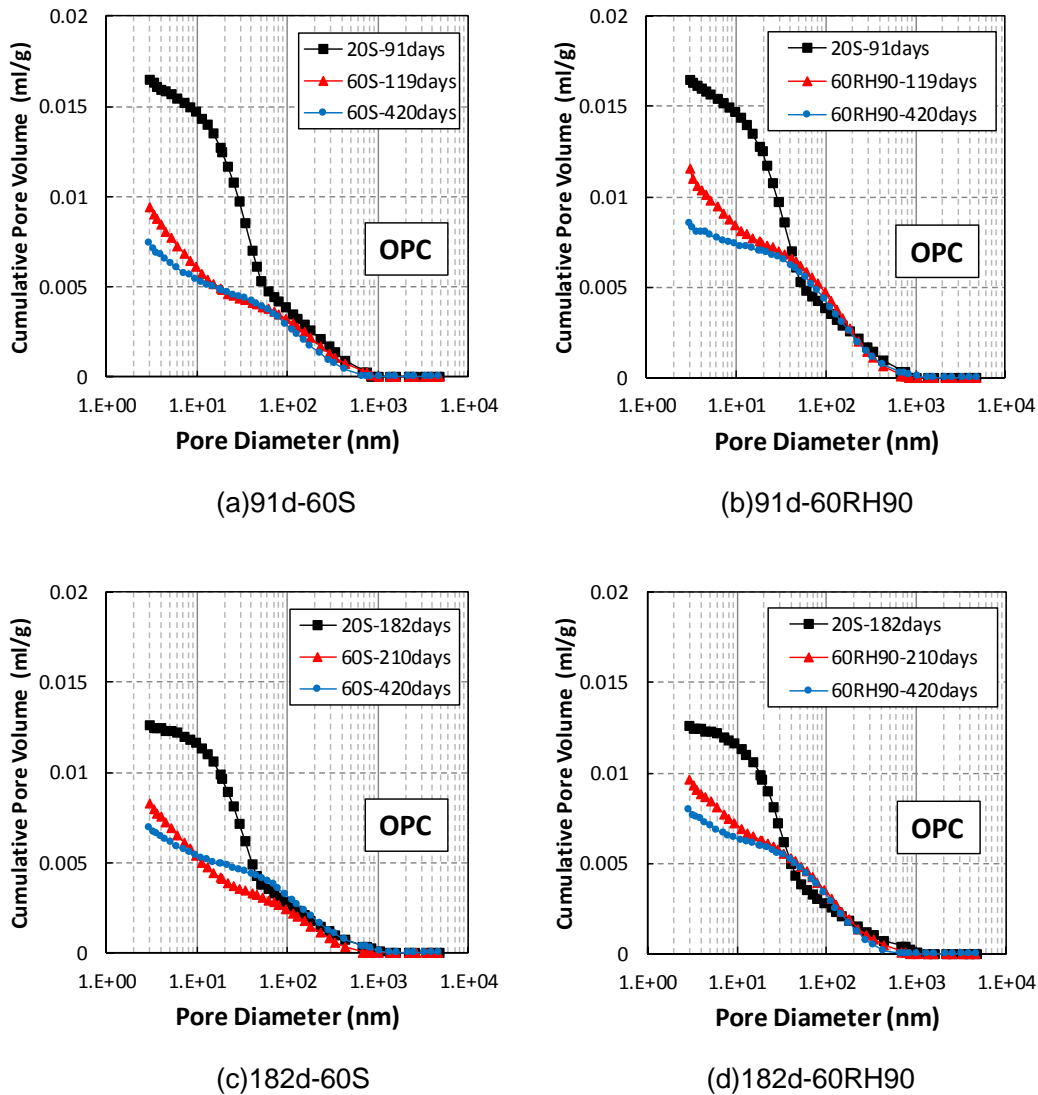 0.02
0.015
0.01
0.005
0
Cumulative Pore Volume (ml/g)
20S-91days
60S-119days
60S-420days
OPC
1.E+00 1.E+01 1.E+02 1.E+03 1.E+04
Pore Diameter (nm)
(a)91d-60S
0.02
0.015
0.01
0.005
0
Cumulative Pore Volume (ml/g)
20S-91days
60RH90-119days
60RH90-420days
OPC
1.E+00 1.E+01 1.E+02 1.E+03 1.E+04
Pore Diameter (nm)
(b)91d-60RH90
0.02
0.015
0.01
0.005
0
Cumulative Pore Volume (ml/g)
20S-182days
60S-210days
60S-420days
OPC
1.E+00 1.E+01 1.E+02 1.E+03 1.E+04
Pore Diameter (nm)
(c)182d-60S
0.02
0.015
0.01
0.005
0
Cumulative Pore Volume (ml/g)
20S-182days
60RH90-210days
60RH90-420days
OPC
1.E+00 1.E+01 1.E+02 1.E+03 1.E+04
Pore Diameter (nm)
(d)182d-60RH90